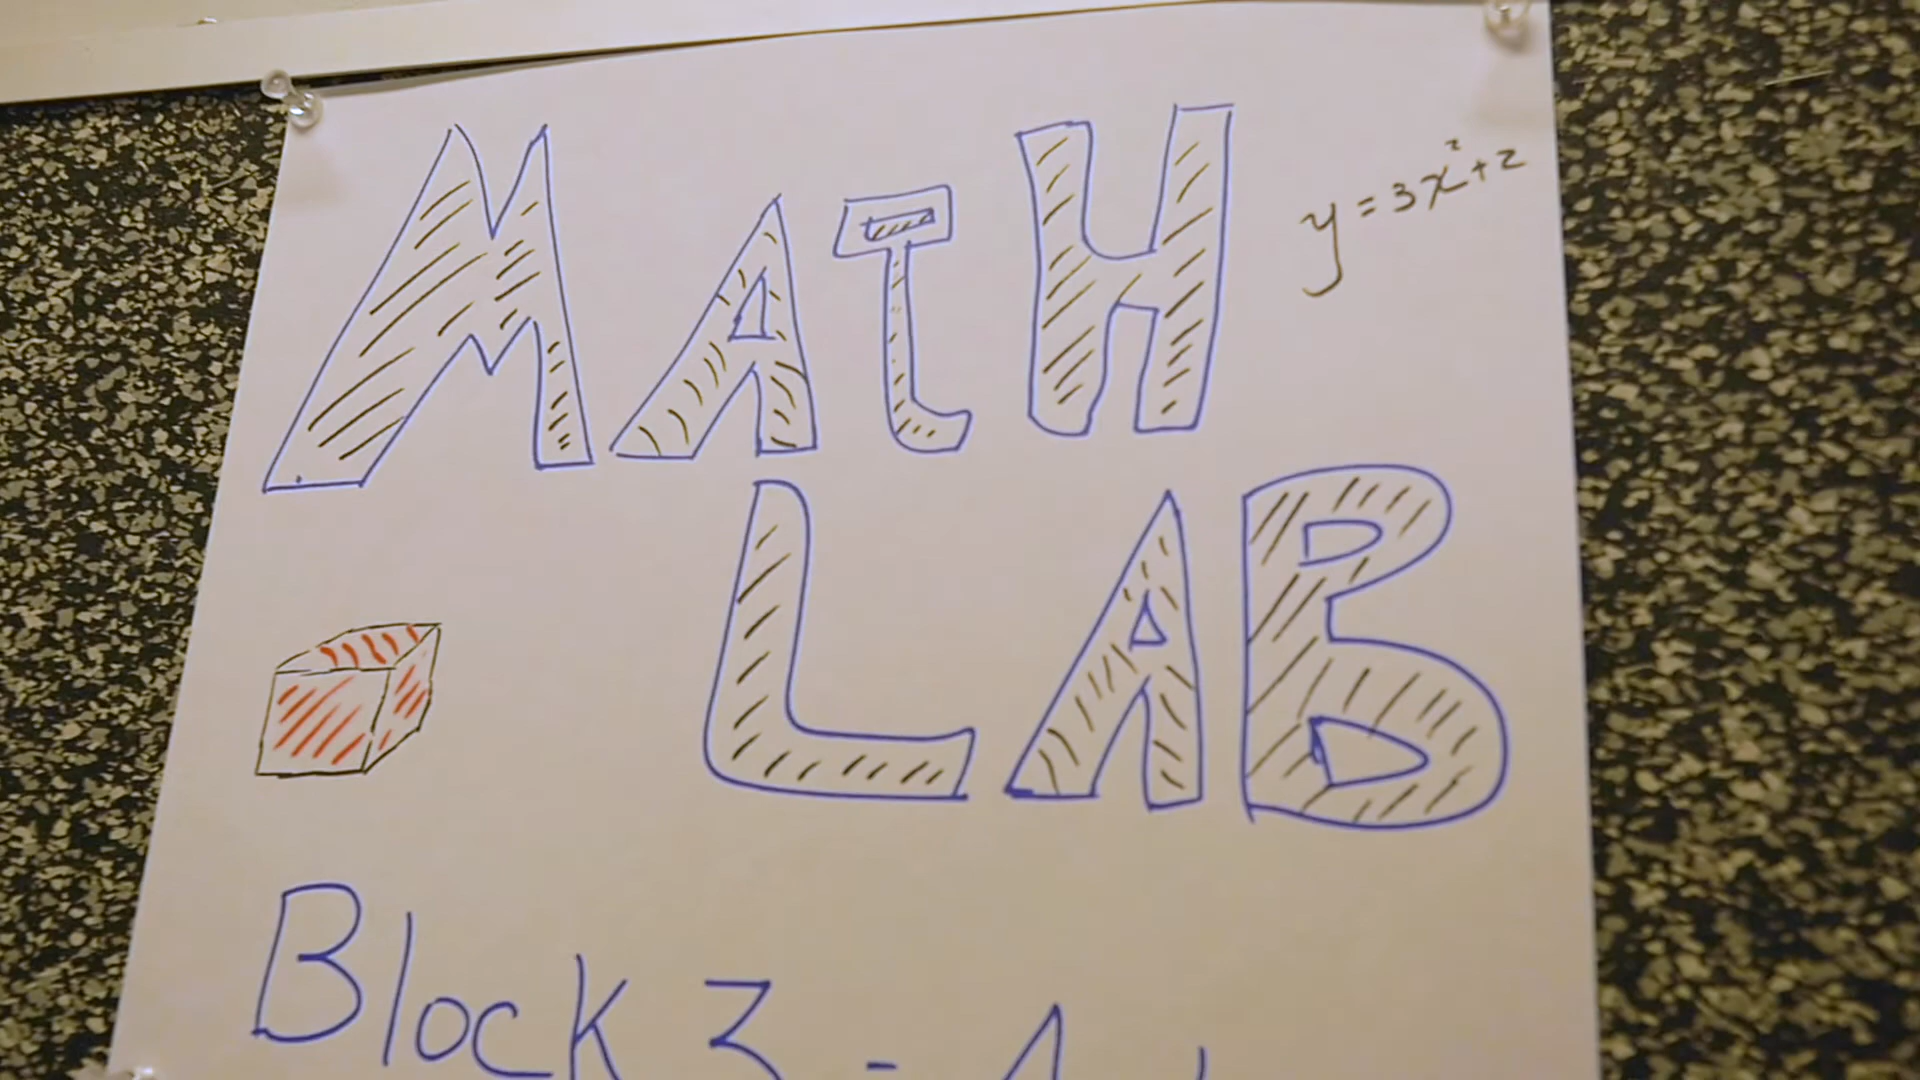 MATH
y = 3x² + 2
LAB
Block 3 -